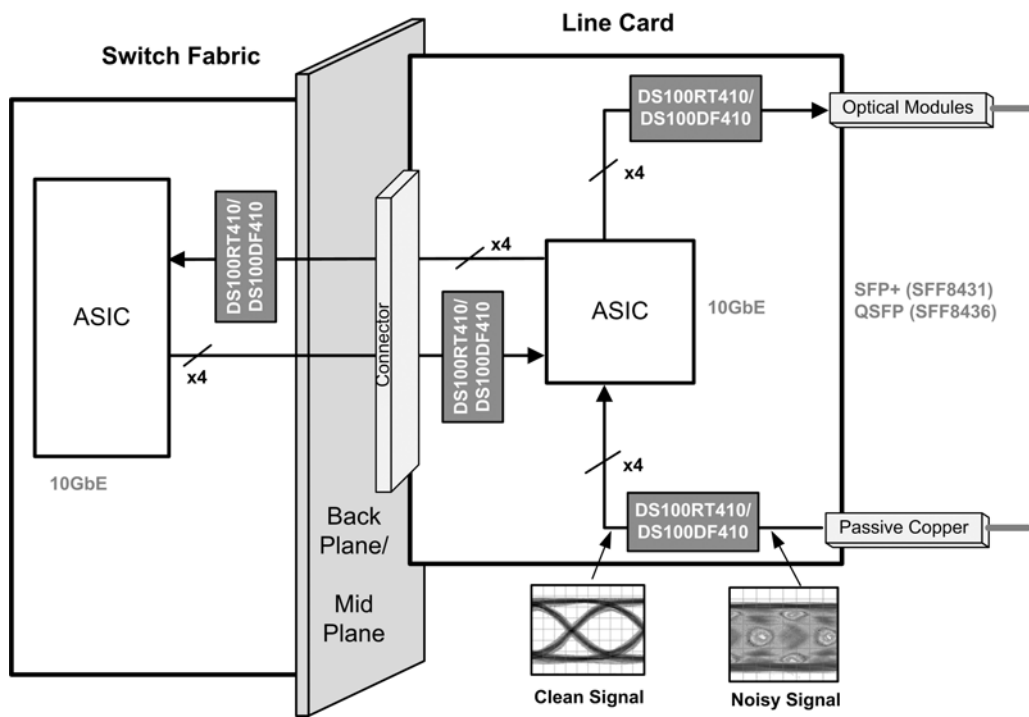 Switch Fabric
Line Card
DS100RT410/
DS100DF410
Optical Modules
x4
DS100RT410/
DS100DF410
x4
ASIC
ASIC
10GbE
SFP+ (SFF8431)
QSFP (SFF8436)
Connector
DS100RT410/
DS100DF410
x4
10GbE
x4
Back
Plane/
Mid
Plane
DS100RT410/
DS100DF410
Passive Copper
Clean Signal
Noisy Signal